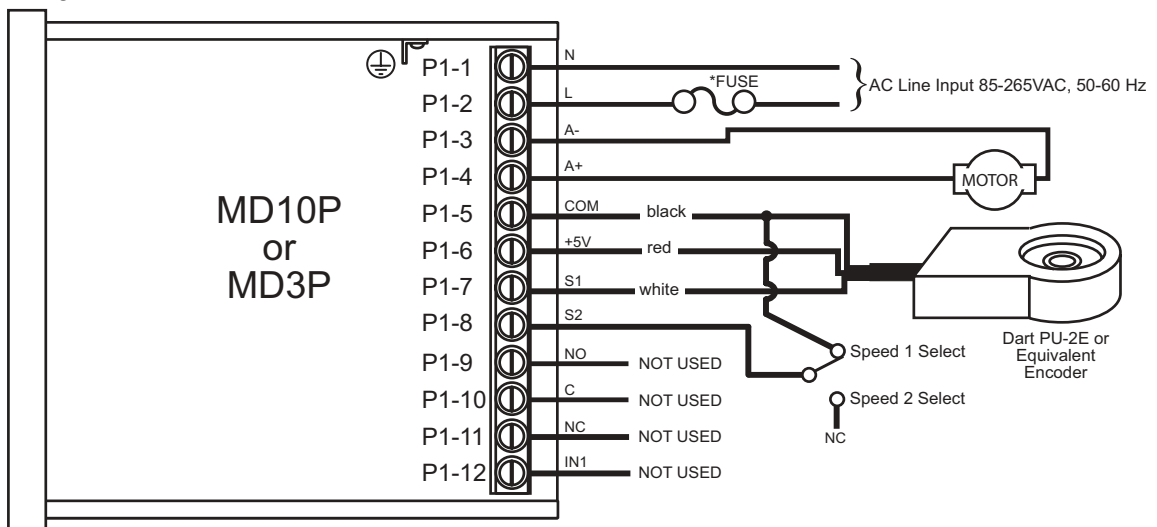 MD10P
or
MD3P
P1-1
P1-2
P1-3
P1-4
P1-5
P1-6
P1-7
P1-8
P1-9
P1-10
P1-11
P1-12
N
L
*FUSE
AC Line Input 85-265VAC, 50-60 Hz
A-
A+
MOTOR
COM
black
+5V
red
S1
white
S2
NO
NOT USED
C
NOT USED
NC
NOT USED
IN1
NOT USED
Speed 1 Select
Speed 2 Select
NC
Dart PU-2E or
Equivalent
Encoder